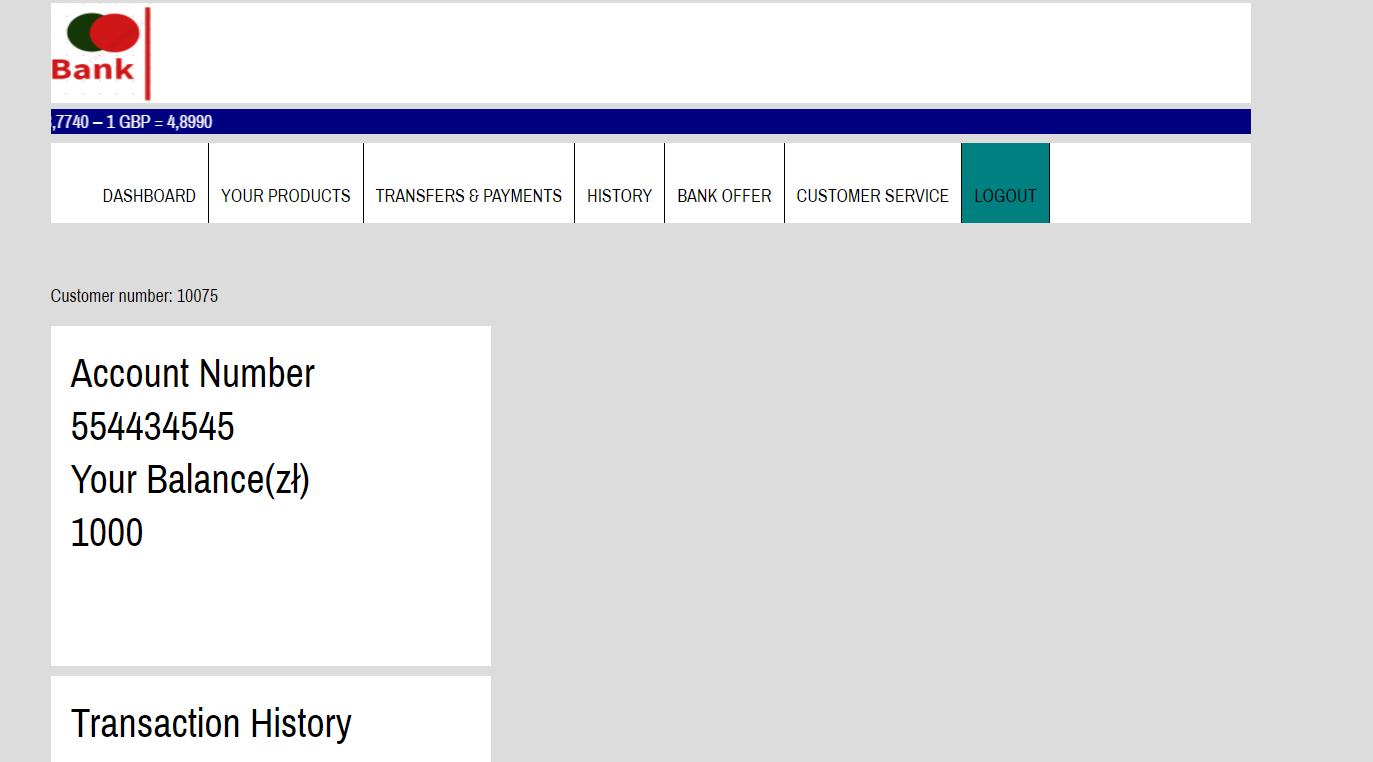 Bank
,7740 – 1 GBP = 4,8990
DASHBOARD YOUR PRODUCTS TRANSFERS & PAYMENTS HISTORY BANK OFFER CUSTOMER SERVICE LOGOUT
Customer number: 10075
Account Number
554434545
Your Balance(zł)
1000
Transaction History